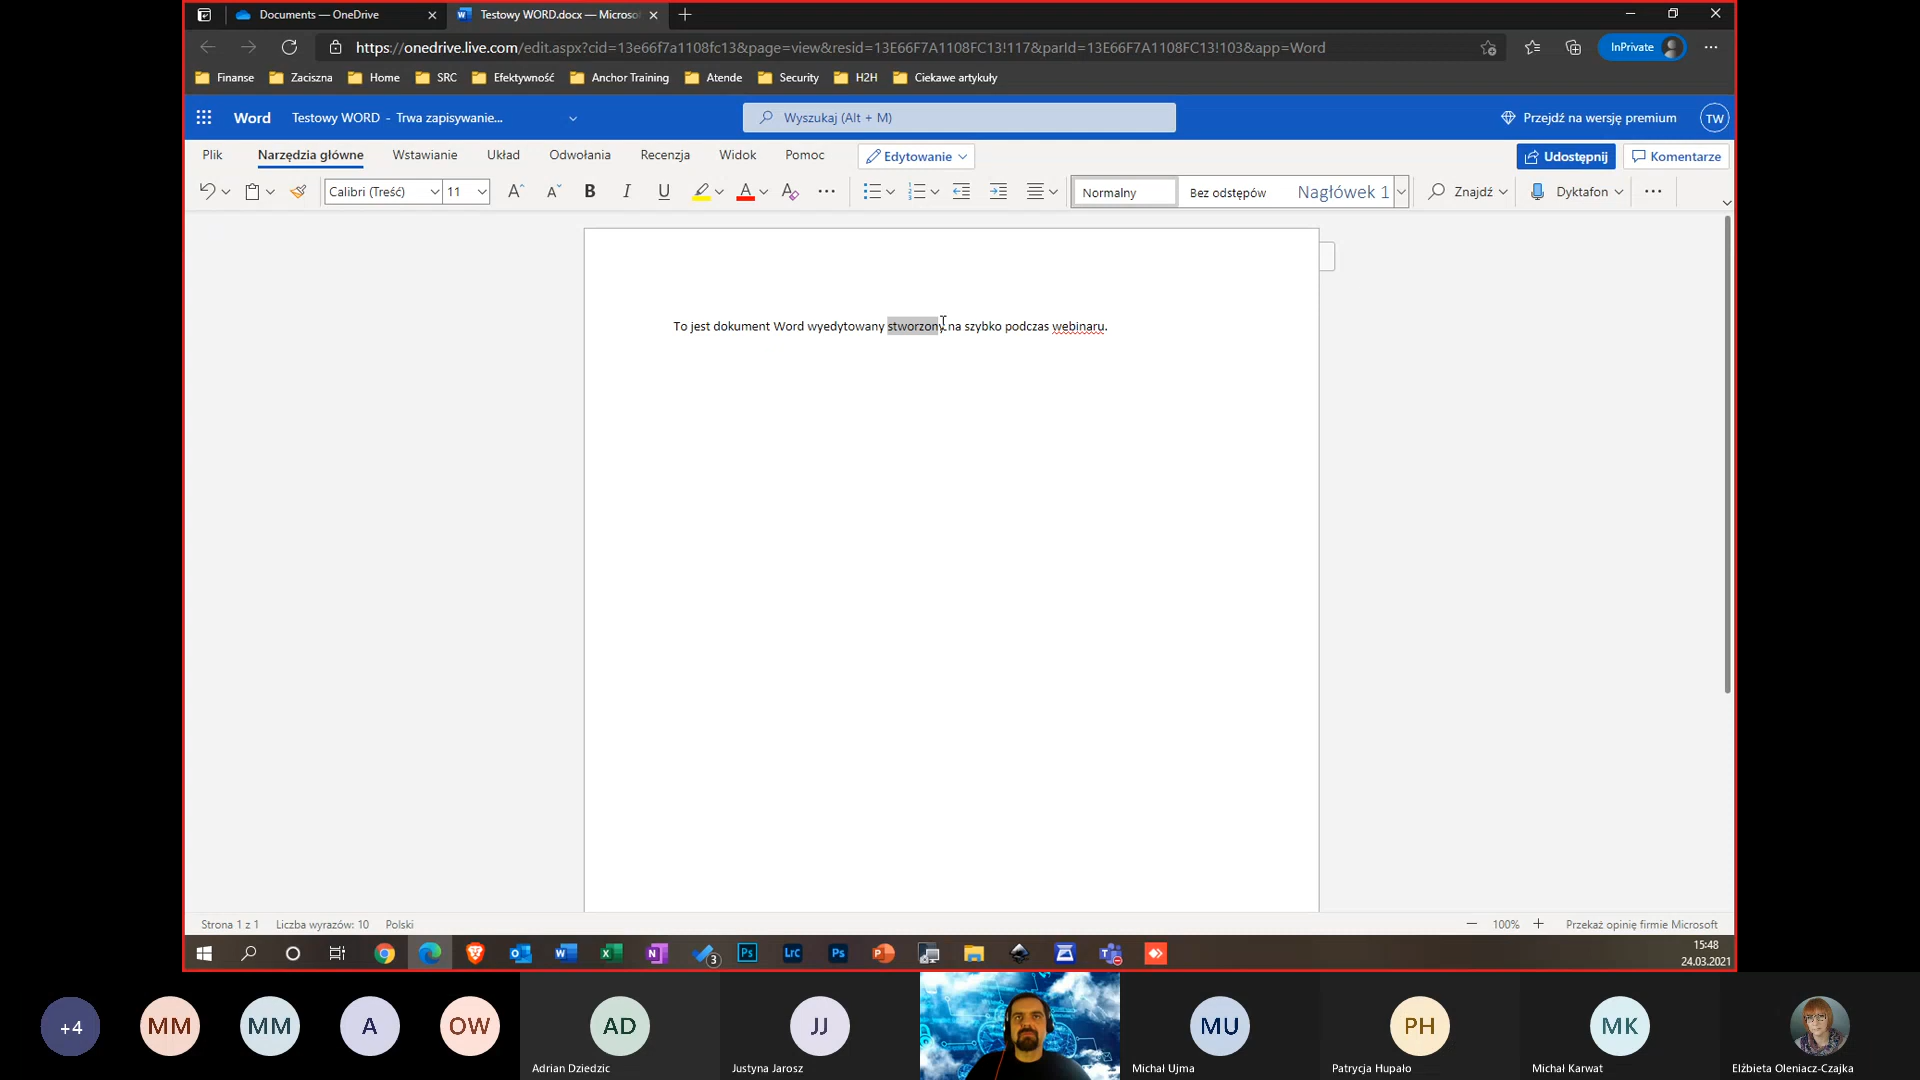 Documents — OneDrive
Testowy WORD.docx — Microso
https://onedrive.live.com/edit.aspx?cid=13e66f7a1108fc13&page=view&resid=13E66F7A1108FC13!117&parId=13E66F7A1108FC13!103&app=Word
InPrivate
Finanse Zaciszna Home SRC Efektywność Anchor Training Atende Security H2H Ciekawe artykuły
Word Testowy WORD - Trwa zapisywanie... Wyszukaj (Alt + M) Przejdź na wersję premium TW
Plik Narzędzia główne Wstawianie Układ Odwołania Recenzja Widok Pomoc Edytowanie Udostępnij Komentarze
Calibri (Treść) 11 B I U A Normalny Bez odstępów Nagłówek 1 Znajdź Dyktafon
To jest dokument Word wyedytowany stworzony na szybko podczas webinaru.
Strona 1 z 1 Liczba wyrazów: 10 Polski 100% Przekaż opinię firmie Microsoft
3 Ps LrC Ps 15:48
24.03.2021
+4 MM MM A OW AD JJ MU PH MK
Adrian Dziedzic Justyna Jarosz Michał Ujma Patrycja Hupało Michał Karwat Elżbieta Oleniacz-Czajka